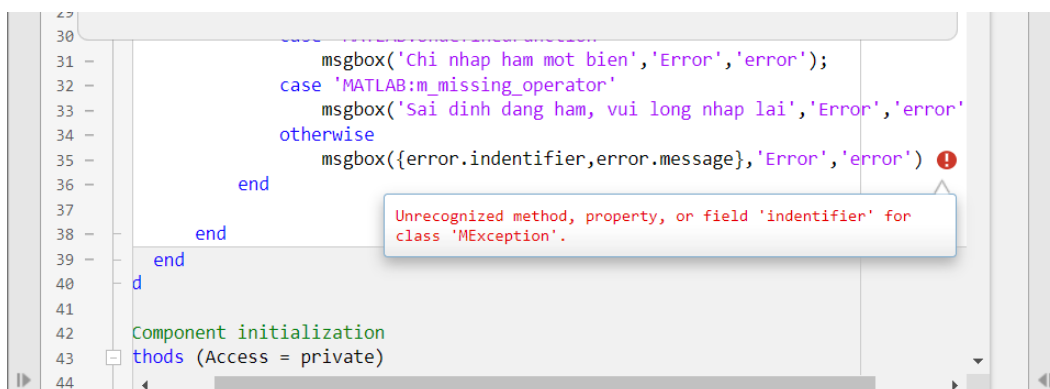 29
30
31 – msgbox('Chi nhap ham mot bien','Error','error');
32 – case 'MATLAB:m_missing_operator'
33 – msgbox('Sai dinh dang ham, vui long nhap lai','Error','error'
34 – otherwise
35 – msgbox({error.indentifier,error.message},'Error','error')
36 – end
37
Unrecognized method, property, or field 'indentifier' for
class 'MException'.
38 – end
39 – end
40 d
41
42 Component initialization
43 thods (Access = private)
44